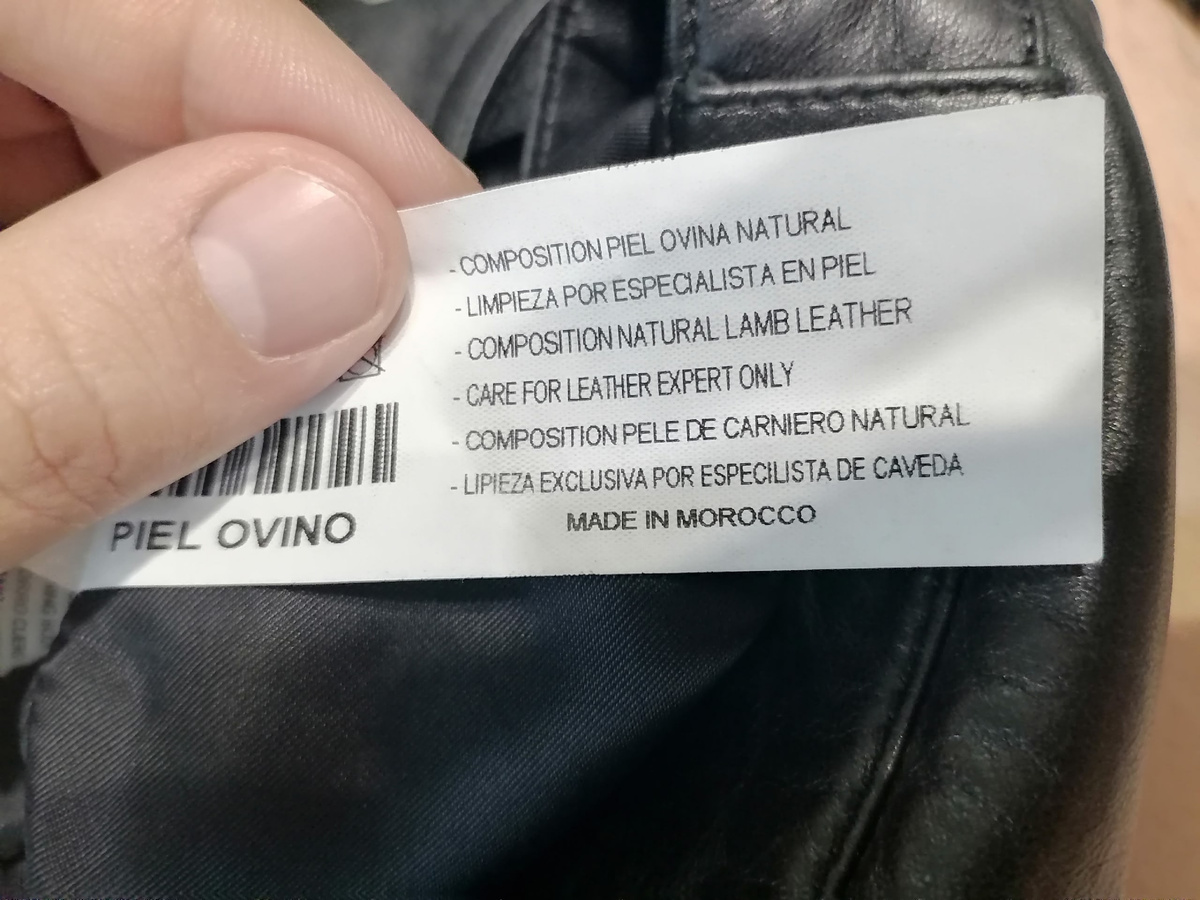 - COMPOSITION PIEL OVINA NATURAL
- LIMPIEZA POR ESPECIALISTA EN PIEL
- COMPOSITION NATURAL LAMB LEATHER
- CARE FOR LEATHER EXPERT ONLY
- COMPOSITION PELE DE CARNIERO NATURAL
- LIPIEZA EXCLUSIVA POR ESPECILISTA DE CAVEDA
MADE IN MOROCCO
PIEL OVINO